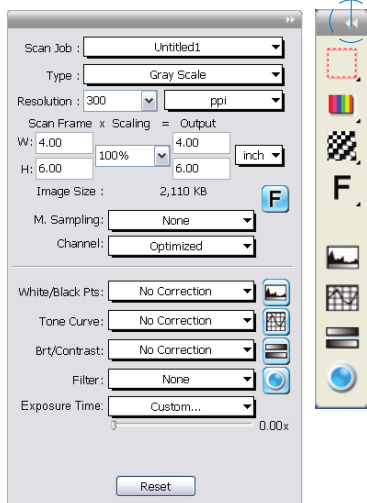 Scan Job : Untitled1
Type : Gray Scale
Resolution : 300 ppi
Scan Frame x Scaling = Output
W: 4.00 100% 4.00 inch
H: 6.00 6.00
Image Size : 2,110 KB
F
M. Sampling: None
Channel: Optimized
White/Black Pts: No Correction
Tone Curve: No Correction
Brt/Contrast: No Correction
Filter: None
Exposure Time: Custom...
0.00x
Reset
F